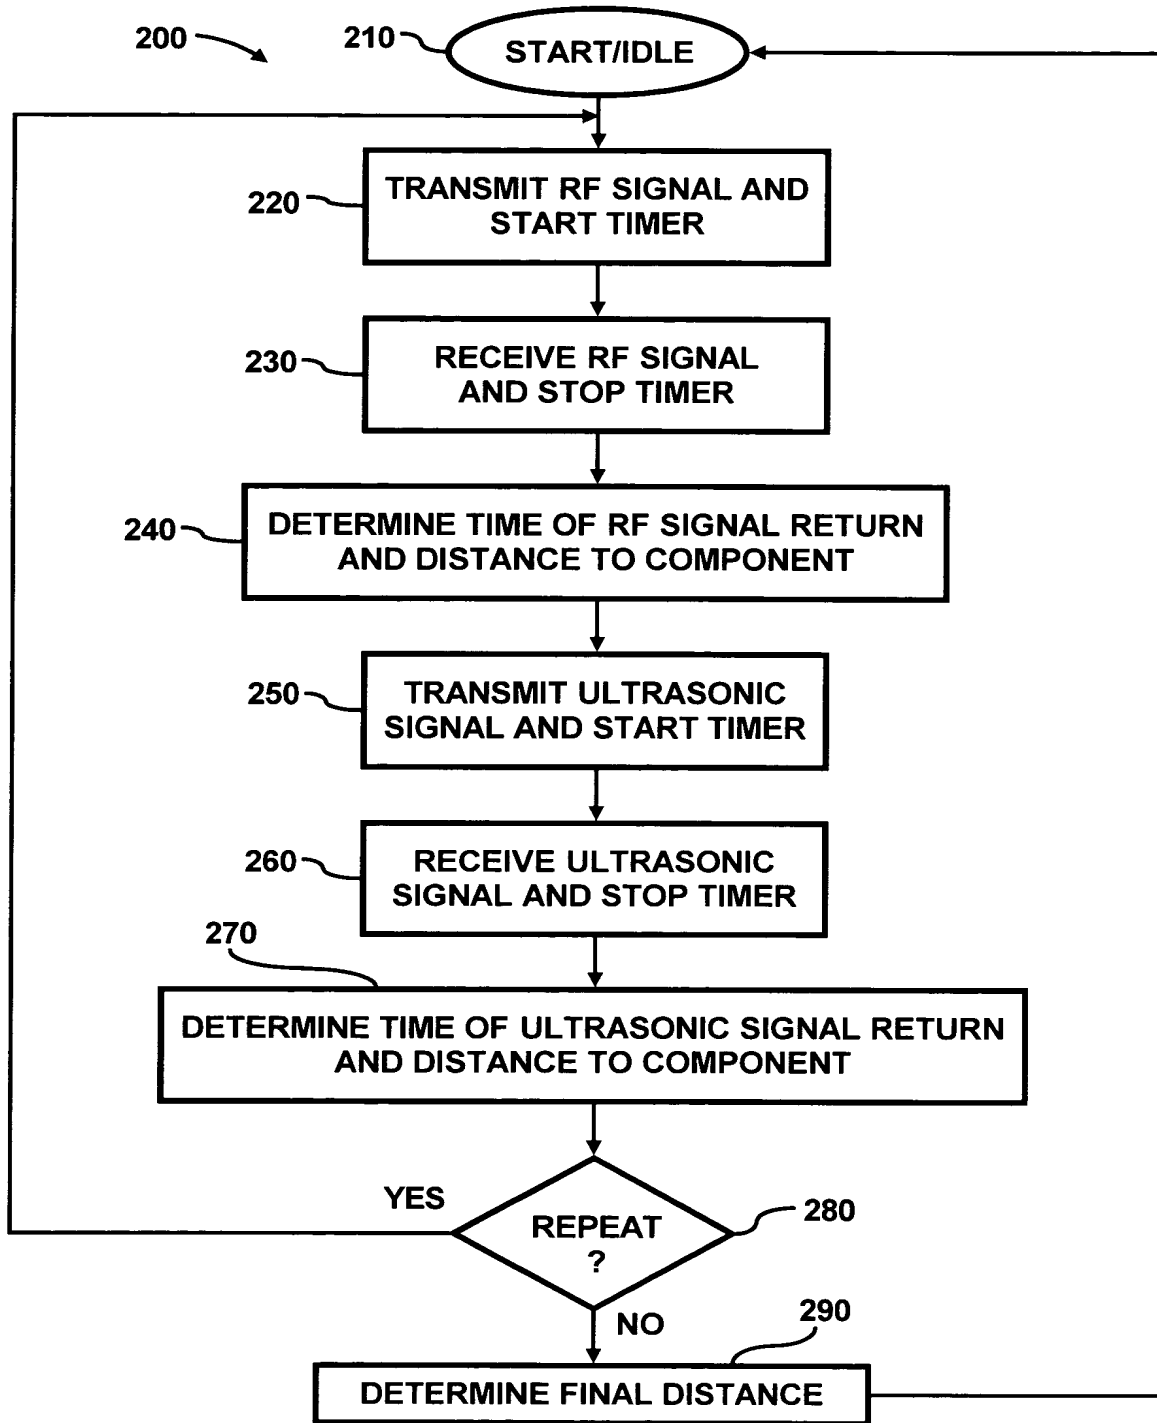 200
210
START/IDLE
220
TRANSMIT RF SIGNAL AND
START TIMER
230
RECEIVE RF SIGNAL
AND STOP TIMER
240
DETERMINE TIME OF RF SIGNAL RETURN
AND DISTANCE TO COMPONENT
250
TRANSMIT ULTRASONIC
SIGNAL AND START TIMER
260
RECEIVE ULTRASONIC
SIGNAL AND STOP TIMER
270
DETERMINE TIME OF ULTRASONIC SIGNAL RETURN
AND DISTANCE TO COMPONENT
YES
REPEAT
?
280
NO
290
DETERMINE FINAL DISTANCE